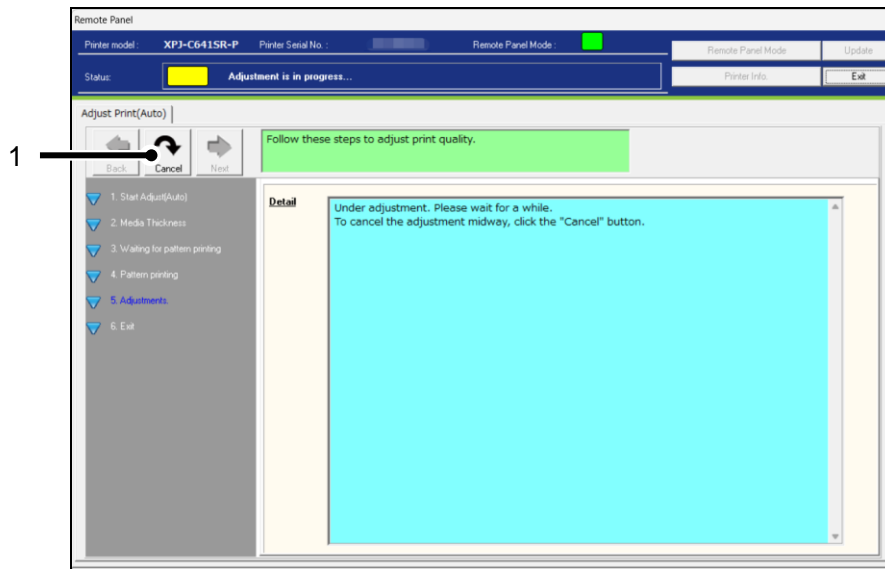 Remote Panel
Printer model : XPJ-C641SR-P Printer Serial No. : Remote Panel Mode :
Remote Panel Mode Update
Status: Adjustment is in progress...
Printer Info. Exit
Adjust Print(Auto)
Back Cancel Next
Follow these steps to adjust print quality.
1
1. Start Adjust(Auto)
2. Media Thickness
3. Waiting for pattern printing
4. Pattern printing
5. Adjustments.
6. Exit
Detail
Under adjustment. Please wait for a while.
To cancel the adjustment midway, click the "Cancel" button.